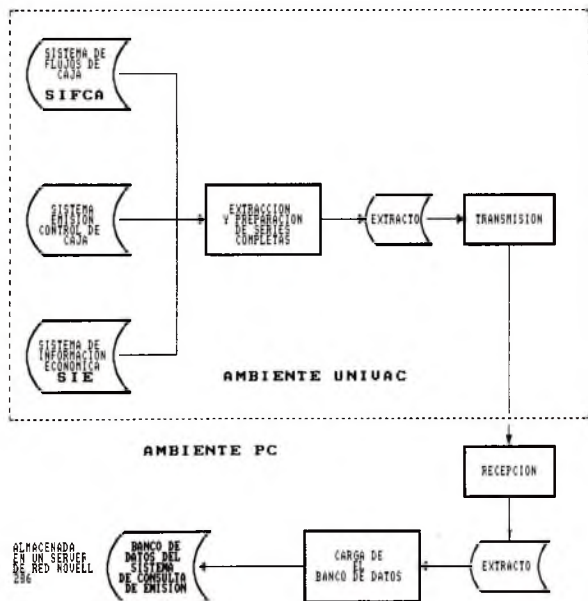 SISTEMA DE
FLUJOS DE
CAJA
SIFCA
SISTEMA
EMISION
CONTROL DE
CAJA
EXTRACCION
Y PREPARACION
DE SERIES
COMPLETAS
EXTRACTO
TRANSMISION
SISTEMA DE
INFORMACION
ECONOMICA
SIE
AMBIENTE UNIVAC
AMBIENTE PC
RECEPCION
EXTRACTO
CARGA DE
EL
BANCO DE DATOS
BANCO DE
DATOS DEL
SISTEMA
DE CONSULTA
DE EMISION
ALMACENADA
EN UN SERVER
DE RED NOVELL
286